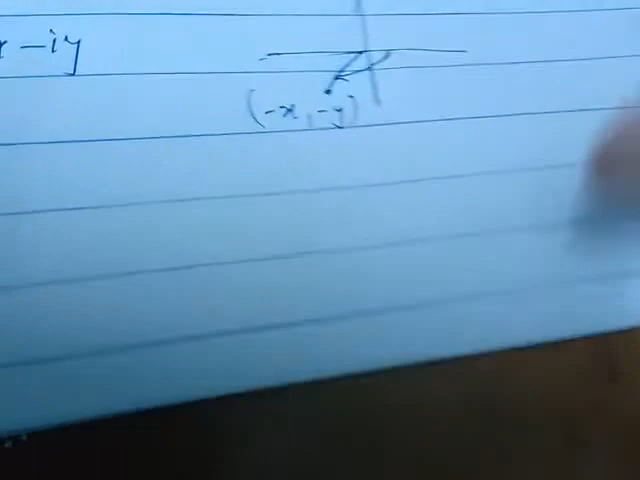 x - iy
(-x, -y)